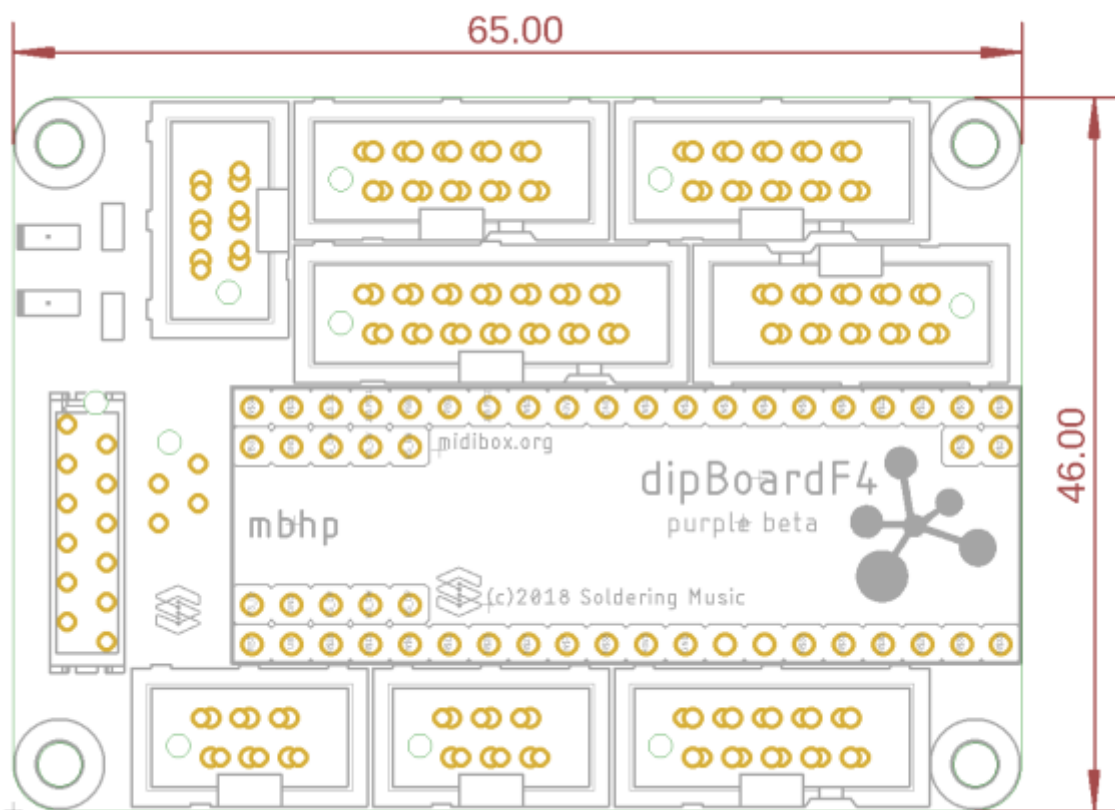 65.00
46.00
midibox.org
dipBoardF4
purple beta
mbhp
(c)2018 Soldering Music